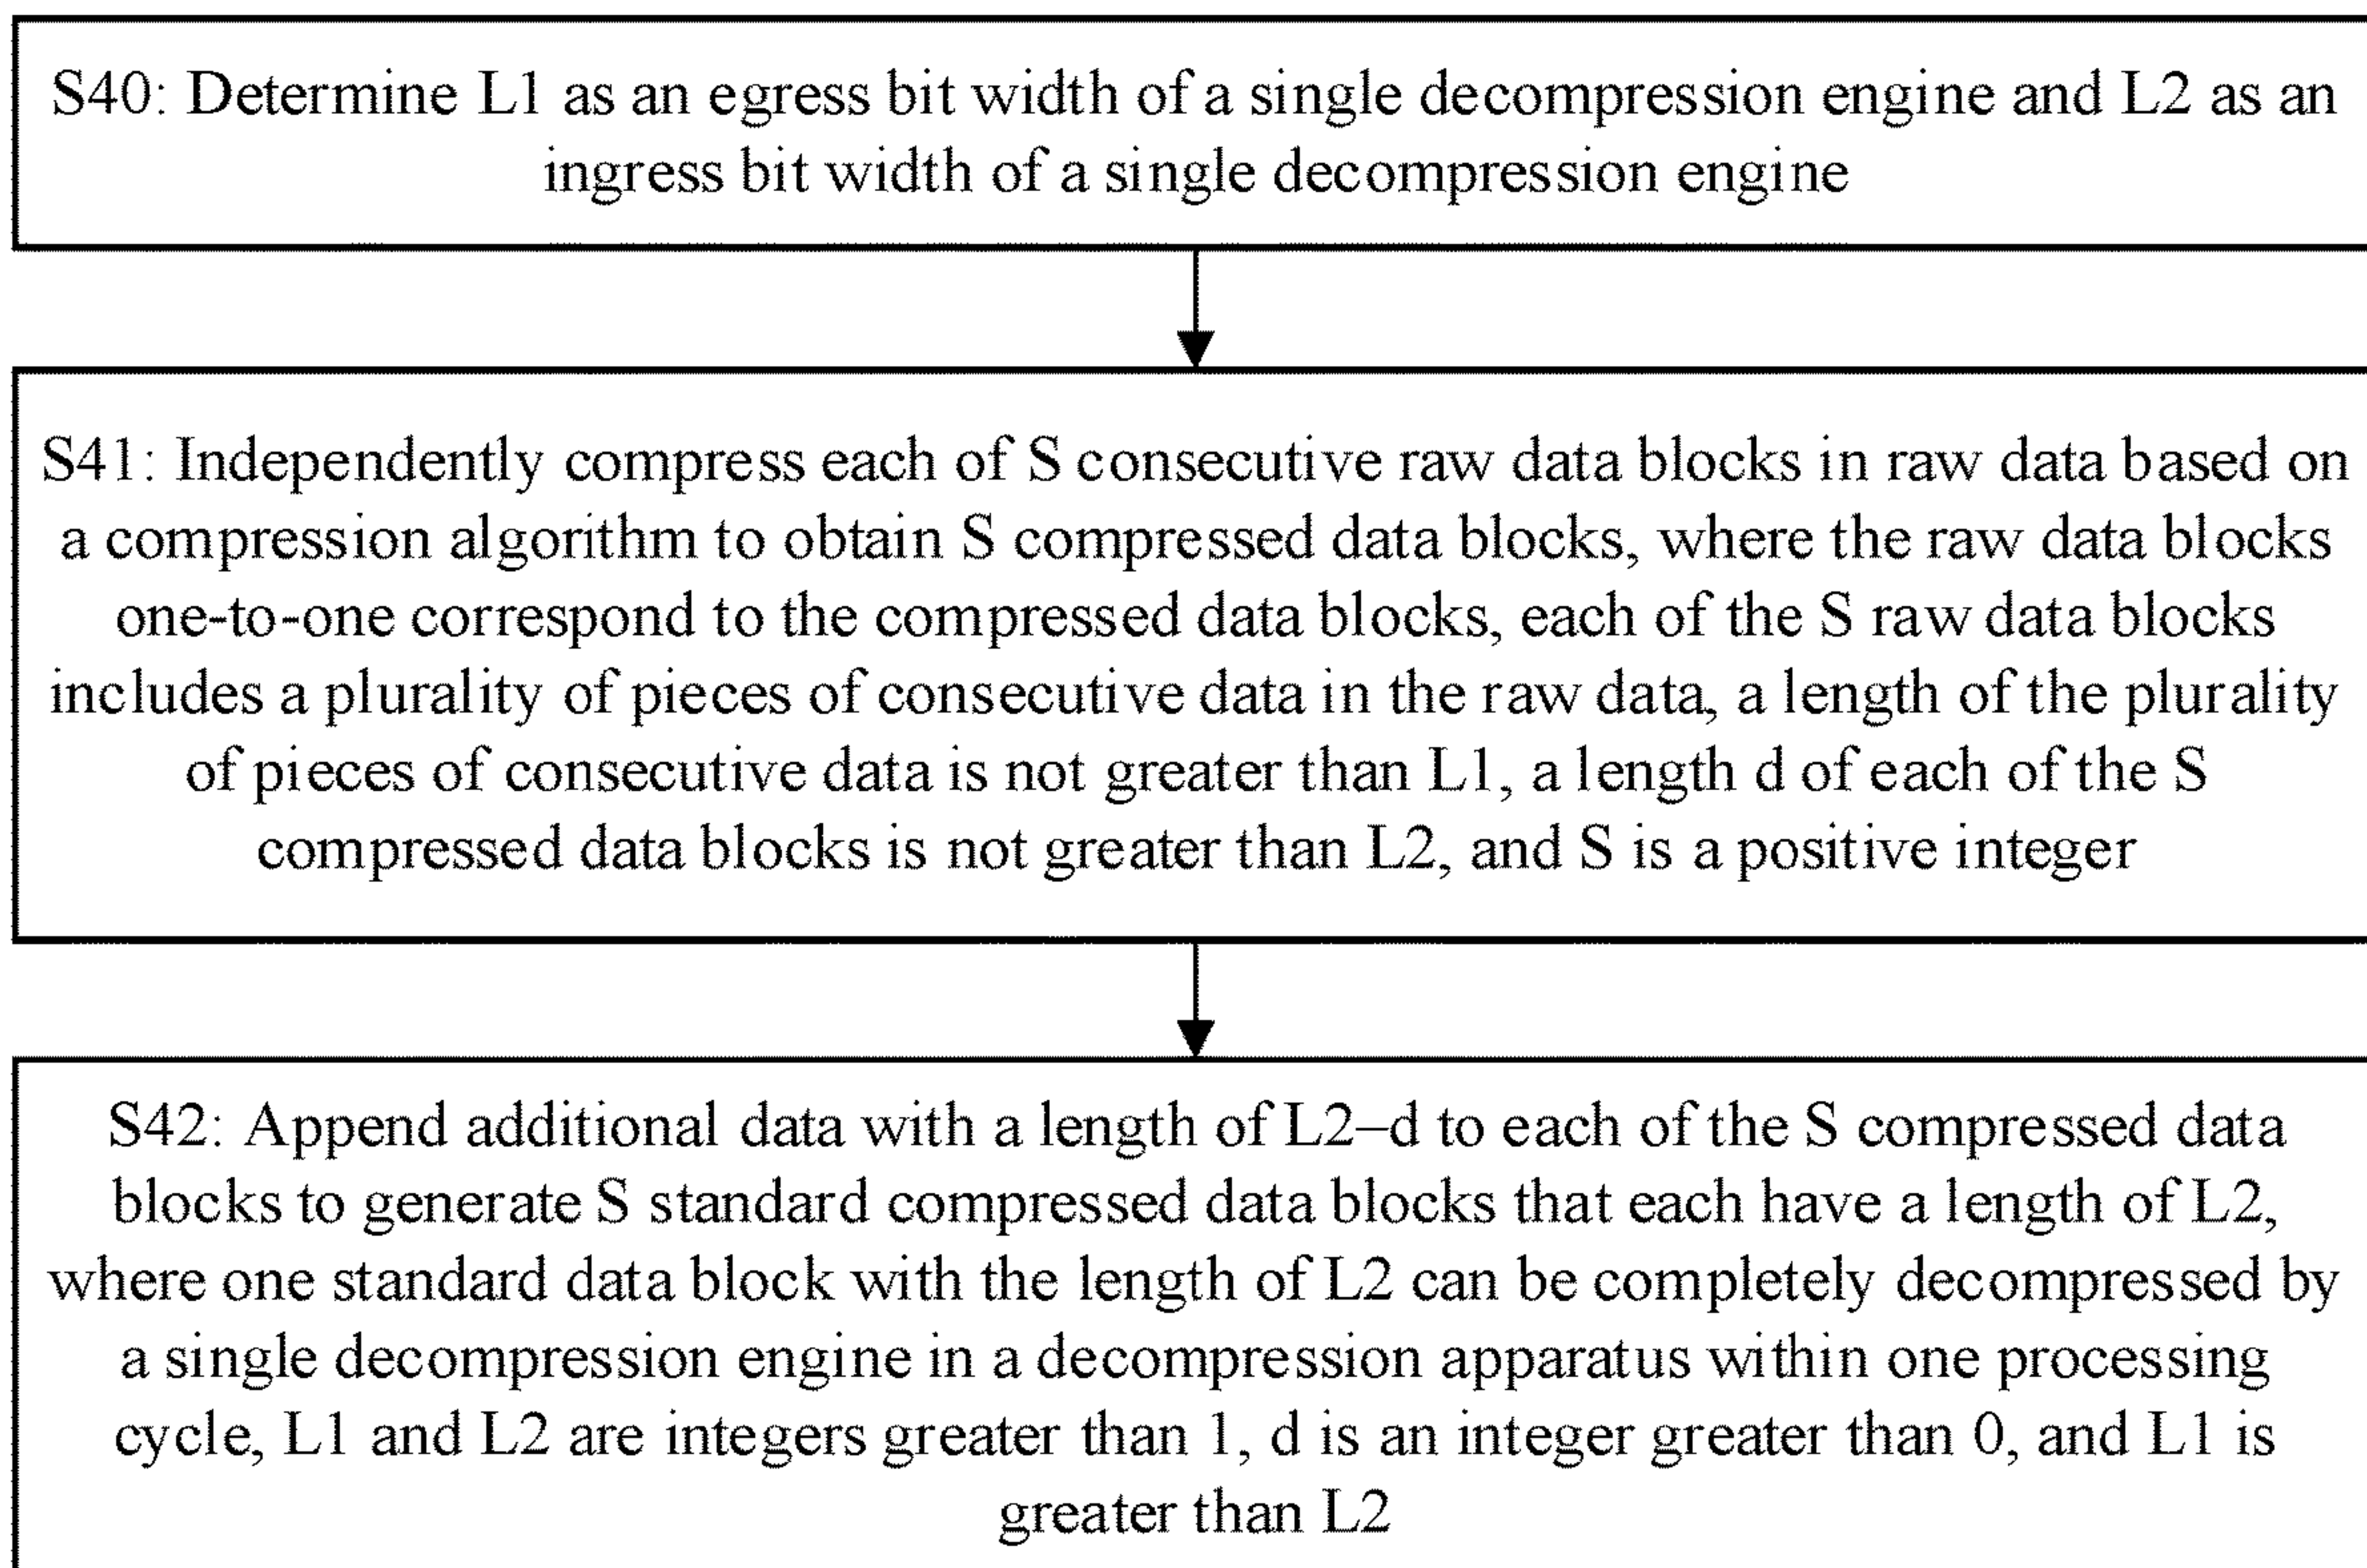 S40: Determine L1 as an egress bit width of a single decompression engine and L2 as an
ingress bit width of a single decompression engine
S41: Independently compress each of S consecutive raw data blocks in raw data based on
a compression algorithm to obtain S compressed data blocks, where the raw data blocks
one-to-one correspond to the compressed data blocks, each of the S raw data blocks
includes a plurality of pieces of consecutive data in the raw data, a length of the plurality
of pieces of consecutive data is not greater than L1, a length d of each of the S
compressed data blocks is not greater than L2, and S is a positive integer
S42: Append additional data with a length of L2–d to each of the S compressed data
blocks to generate S standard compressed data blocks that each have a length of L2,
where one standard data block with the length of L2 can be completely decompressed by
a single decompression engine in a decompression apparatus within one processing
cycle, L1 and L2 are integers greater than 1, d is an integer greater than 0, and L1 is
greater than L2